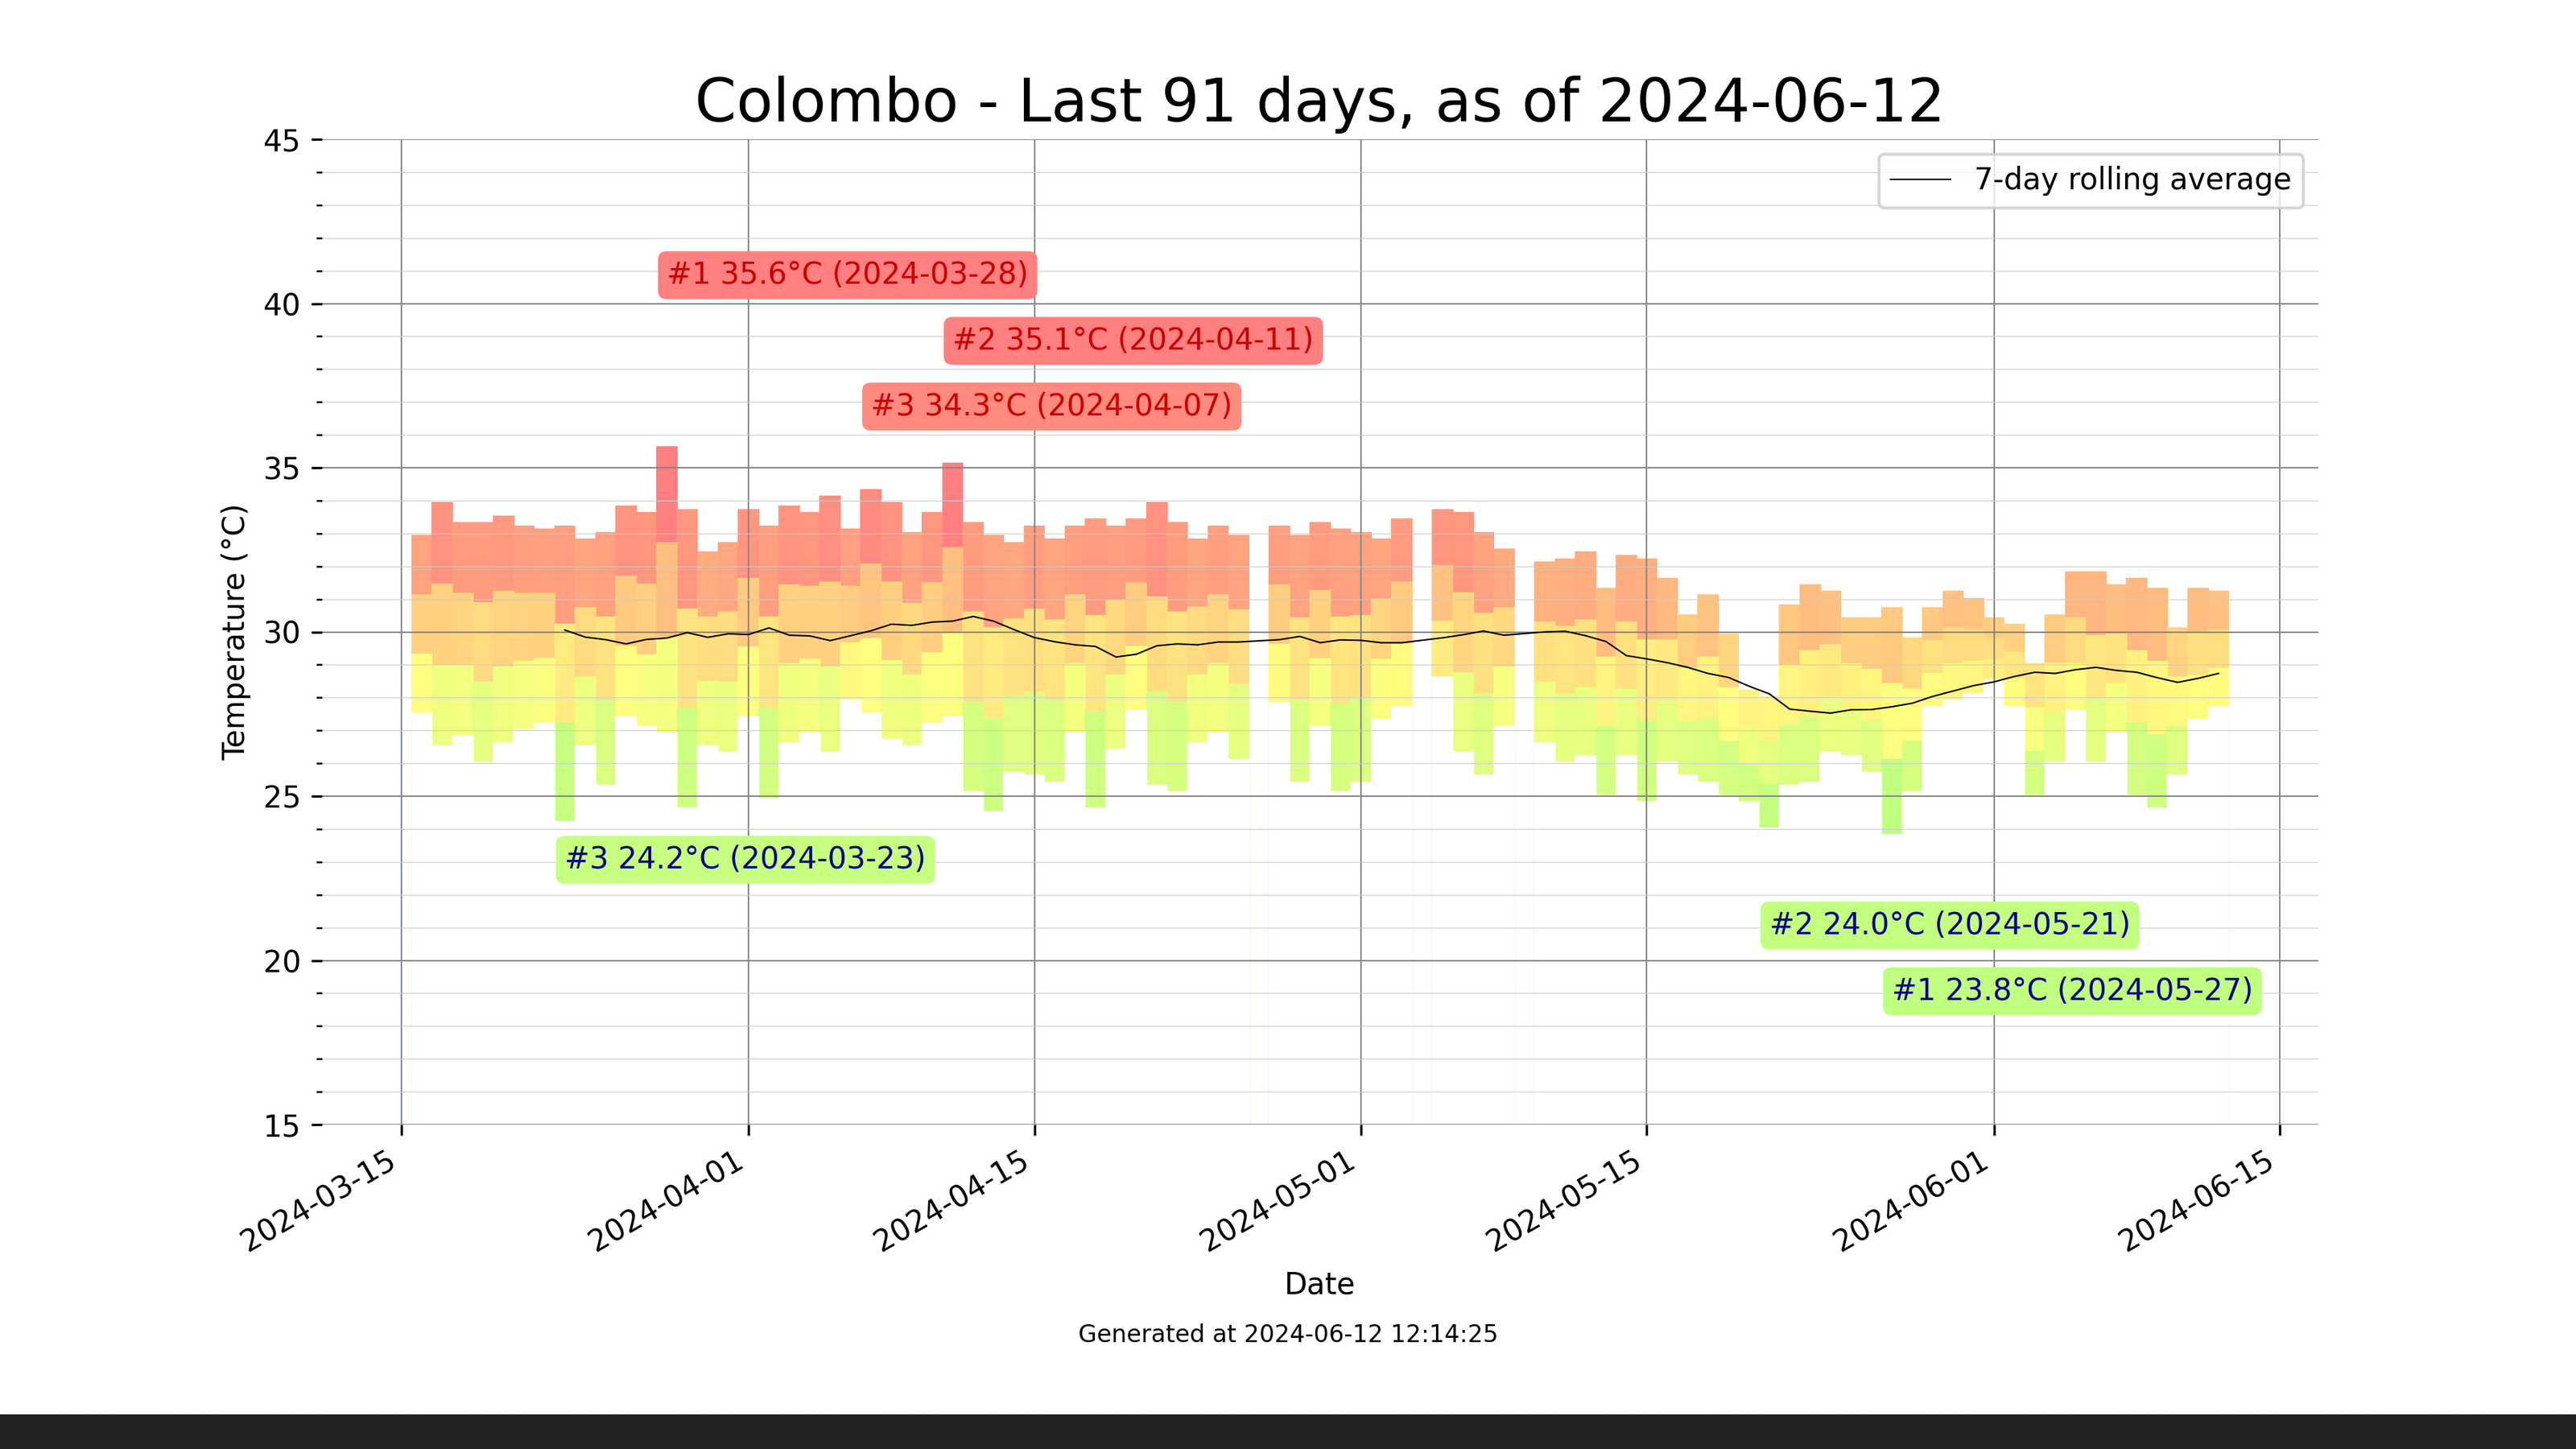 Colombo - Last 91 days, as of 2024-06-12
45
7-day rolling average
#1 35.6°C (2024-03-28)
40
#2 35.1°C (2024-04-11)
#3 34.3°C (2024-04-07)
35
Temperature (°C)
30
25
#3 24.2°C (2024-03-23)
#2 24.0°C (2024-05-21)
20
#1 23.8°C (2024-05-27)
15
2024-03-15
2024-04-01
2024-04-15
2024-05-01
2024-05-15
2024-06-01
2024-06-15
Date
Generated at 2024-06-12 12:14:25